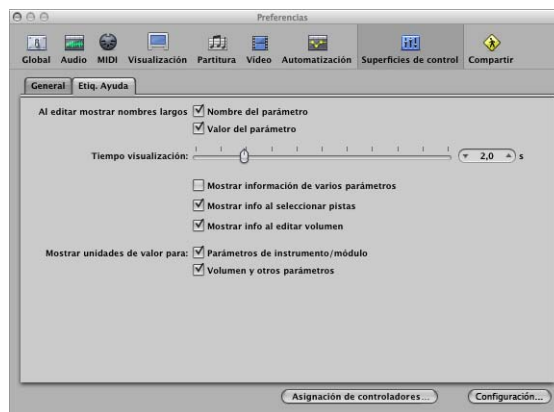 Preferencias
Global Audio MIDI Visualización Partitura Vídeo Automatización Superficies de control Compartir
General Etiq. Ayuda
Al editar mostrar nombres largos Nombre del parámetro
Valor del parámetro
Tiempo visualización: 2,0 s
Mostrar información de varios parámetros
Mostrar info al seleccionar pistas
Mostrar info al editar volumen
Mostrar unidades de valor para: Parámetros de instrumento/módulo
Volumen y otros parámetros
Asignación de controladores... Configuración...